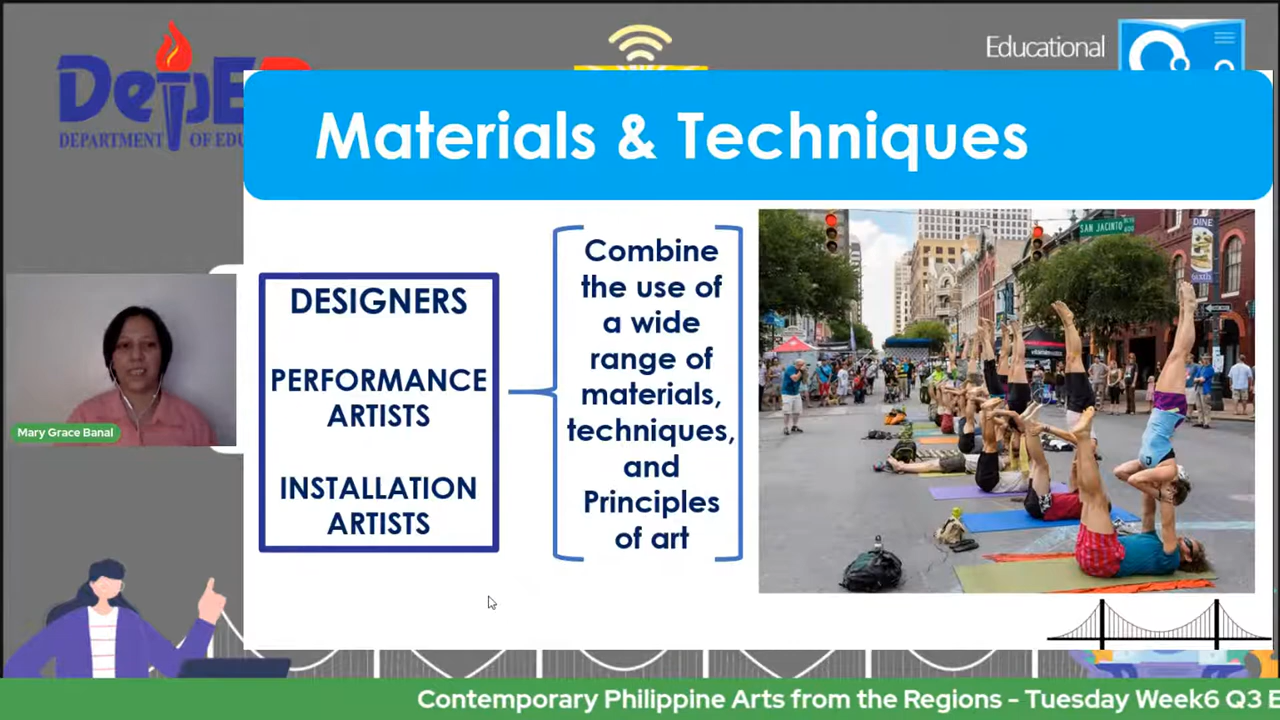 Educational
DepED
DEPARTMENT OF EDU
Materials & Techniques
DESIGNERS
PERFORMANCE
ARTISTS
INSTALLATION
ARTISTS
Combine
the use of
a wide
range of
materials,
techniques,
and
Principles
of art
SAN JACINTO
DINE
Mary Grace Banal
Contemporary Philippine Arts from the Regions - Tuesday Week6 Q3 E